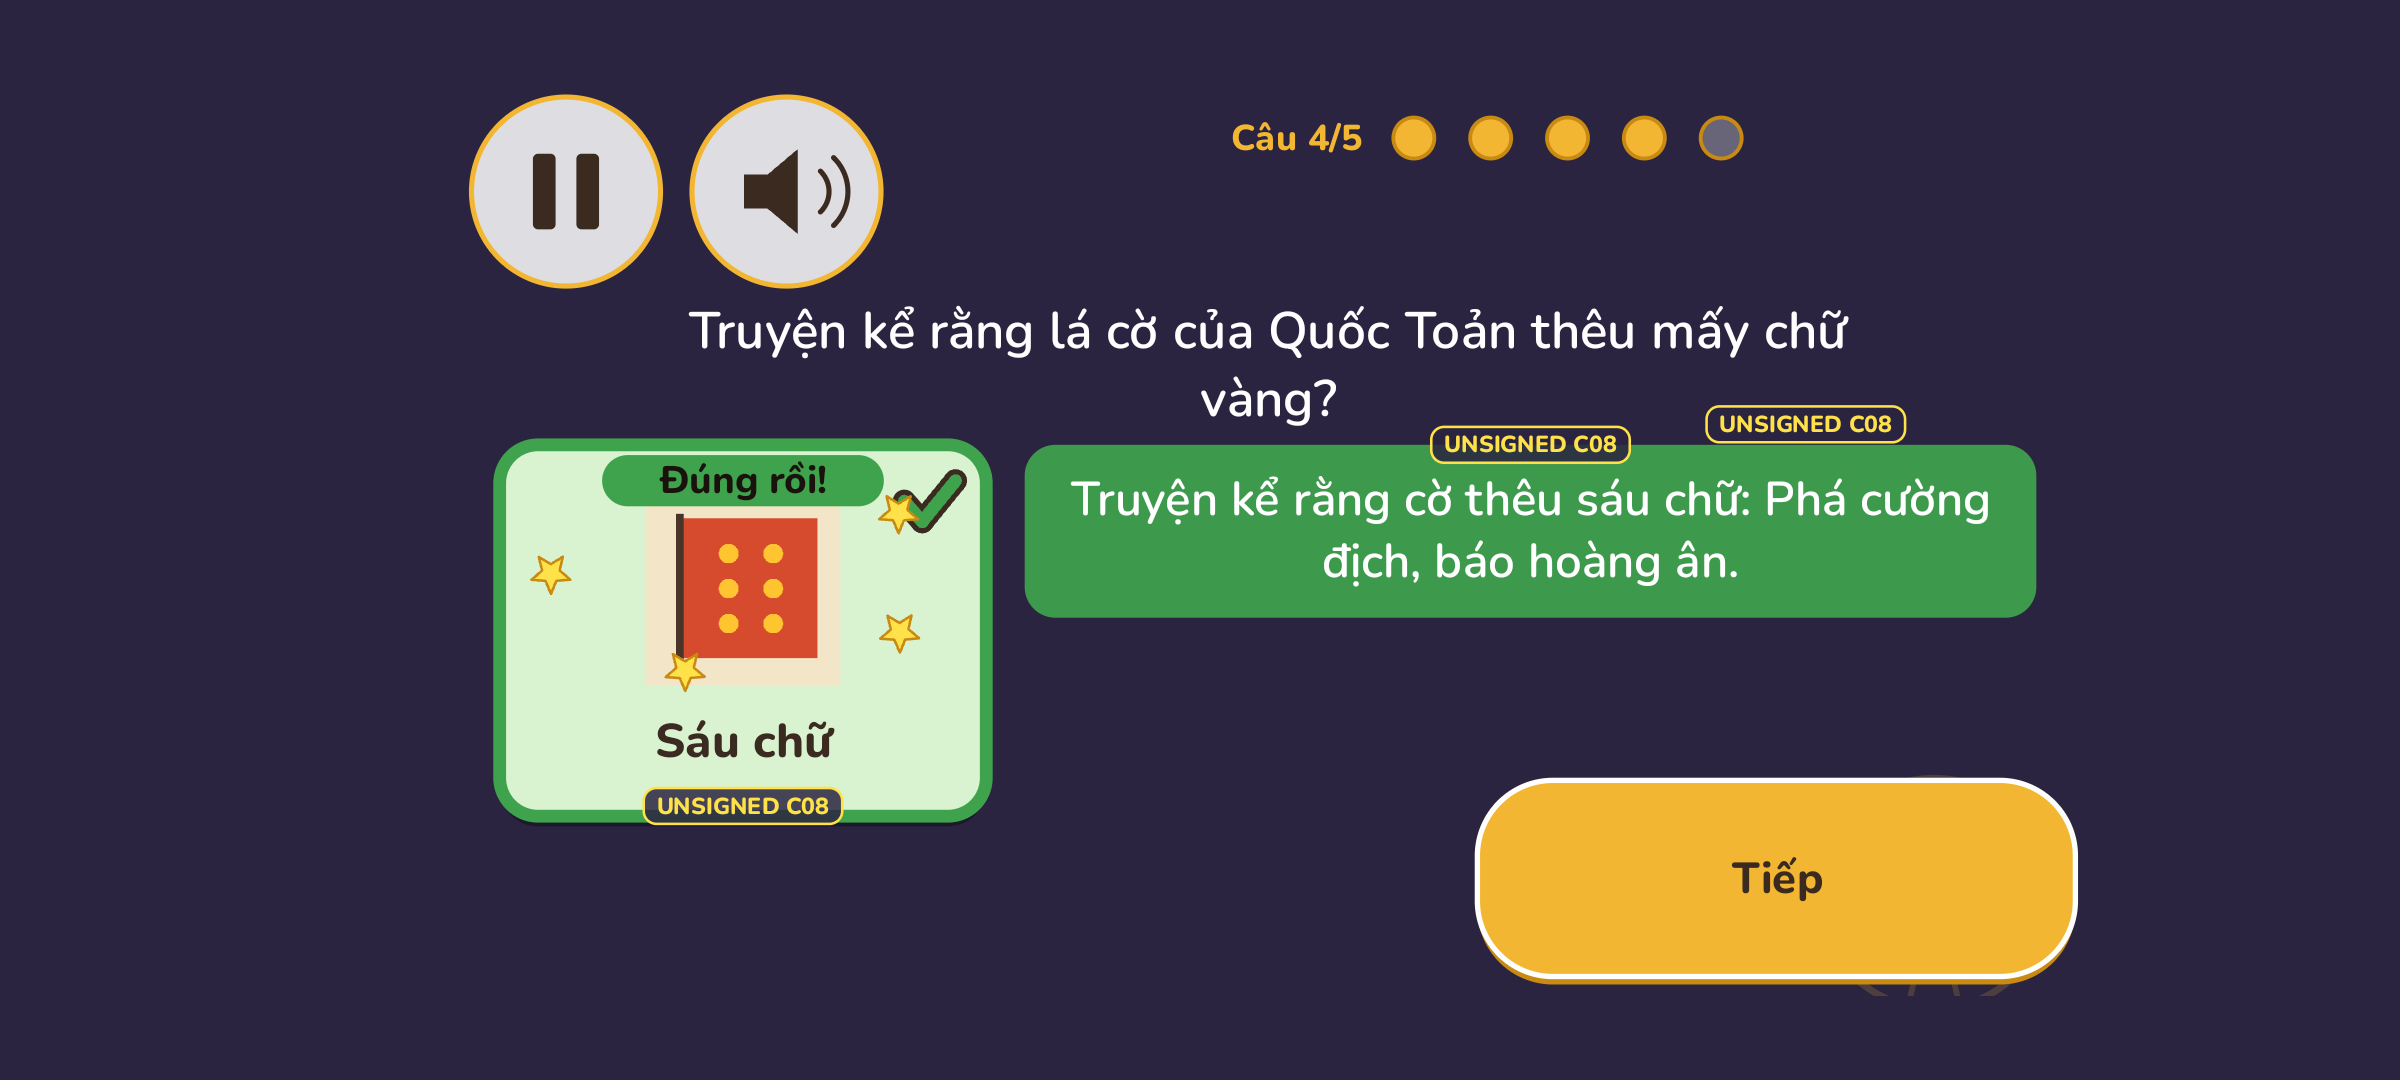 Câu 4/5
Truyện kể rằng lá cờ của Quốc Toản thêu mấy chữ
vàng?
UNSIGNED C08
UNSIGNED C08
Đúng rồi!
Truyện kể rằng cờ thêu sáu chữ: Phá cường
địch, báo hoàng ân.
Sáu chữ
UNSIGNED C08
Tiếp